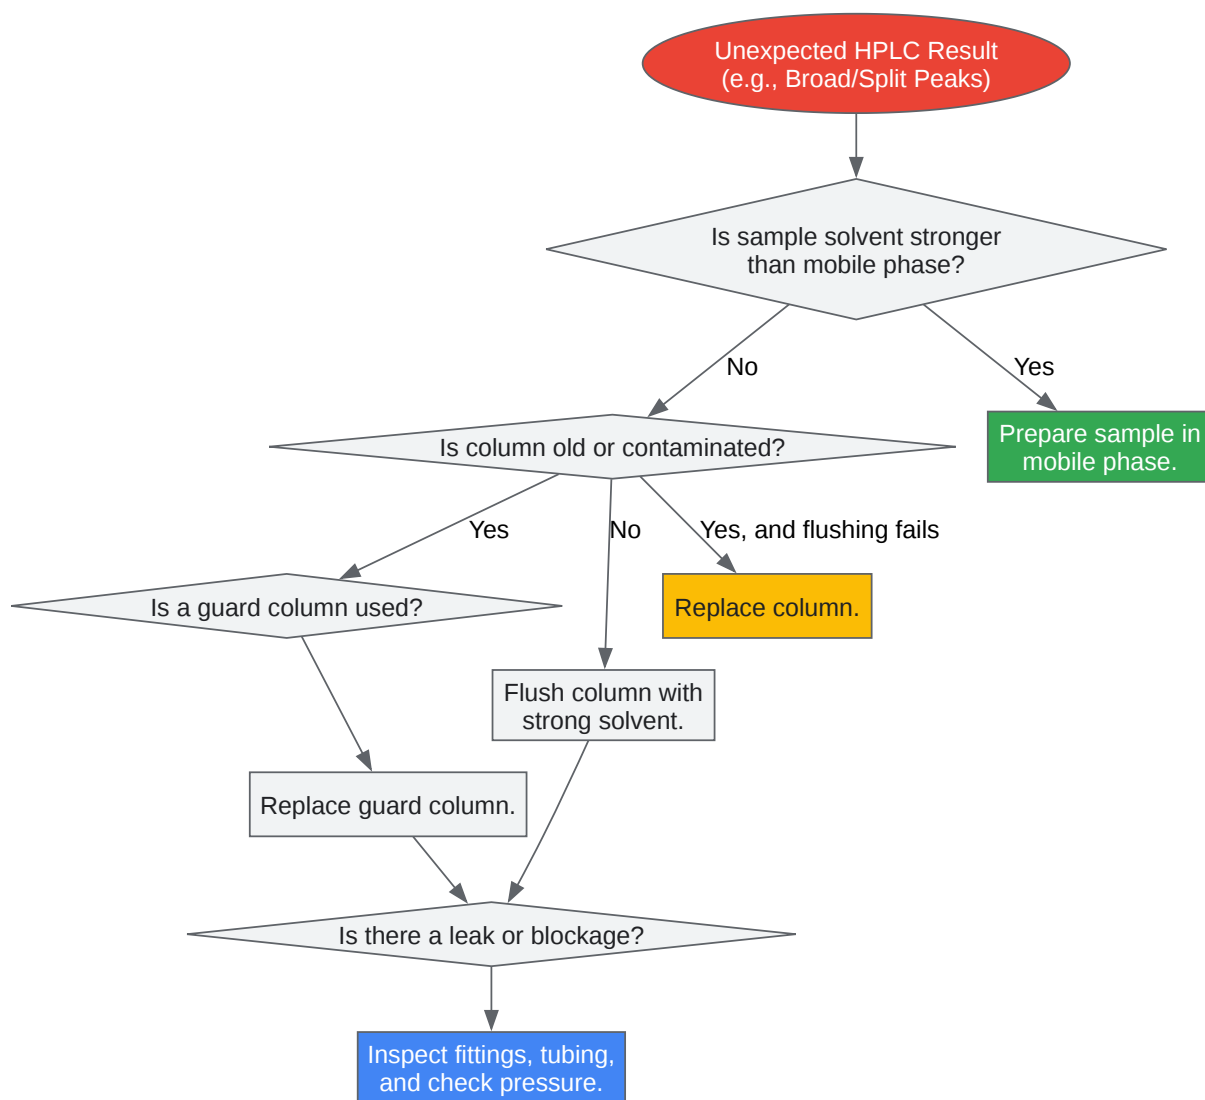 Unexpected HPLC Result
(e.g., Broad/Split Peaks)
Is sample solvent stronger
than mobile phase?
No
Yes
Prepare sample in
mobile phase.
Is column old or contaminated?
Yes
No
Yes, and flushing fails
Is a guard column used?
Replace column.
Flush column with
strong solvent.
Replace guard column.
Is there a leak or blockage?
Inspect fittings, tubing,
and check pressure.